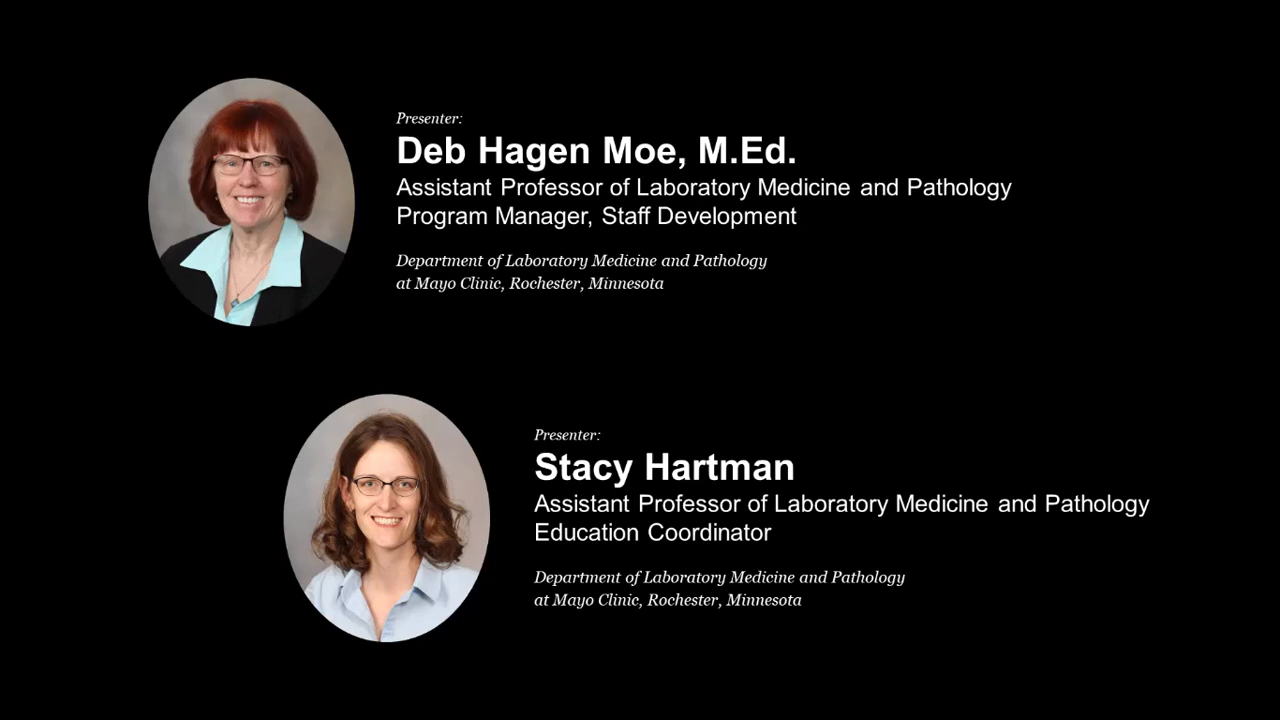 Presenter:
Deb Hagen Moe, M.Ed.
Assistant Professor of Laboratory Medicine and Pathology
Program Manager, Staff Development
Department of Laboratory Medicine and Pathology
at Mayo Clinic, Rochester, Minnesota
Presenter:
Stacy Hartman
Assistant Professor of Laboratory Medicine and Pathology
Education Coordinator
Department of Laboratory Medicine and Pathology
at Mayo Clinic, Rochester, Minnesota